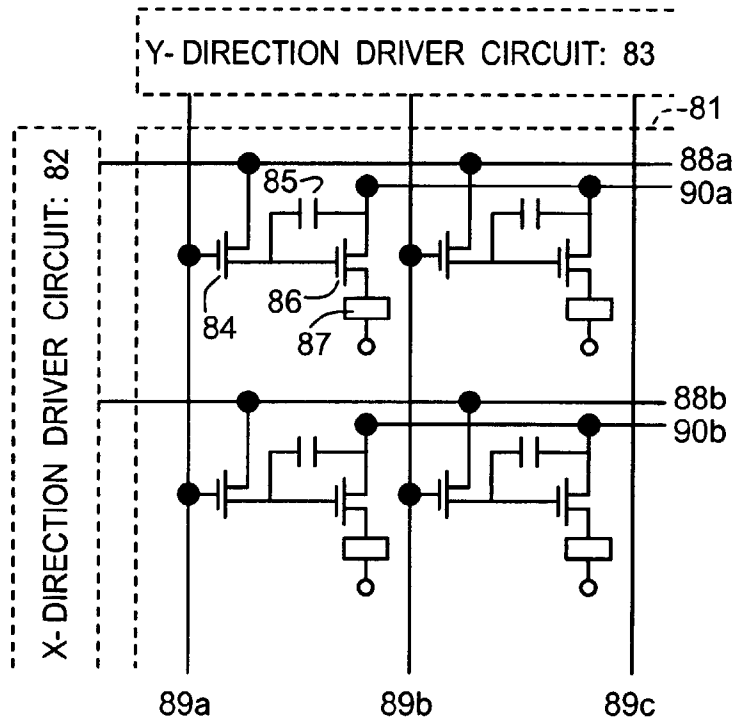 Y- DIRECTION DRIVER CIRCUIT: 83
81
X- DIRECTION DRIVER CIRCUIT: 82
88a
85
90a
84
86
87
88b
90b
89a
89b
89c